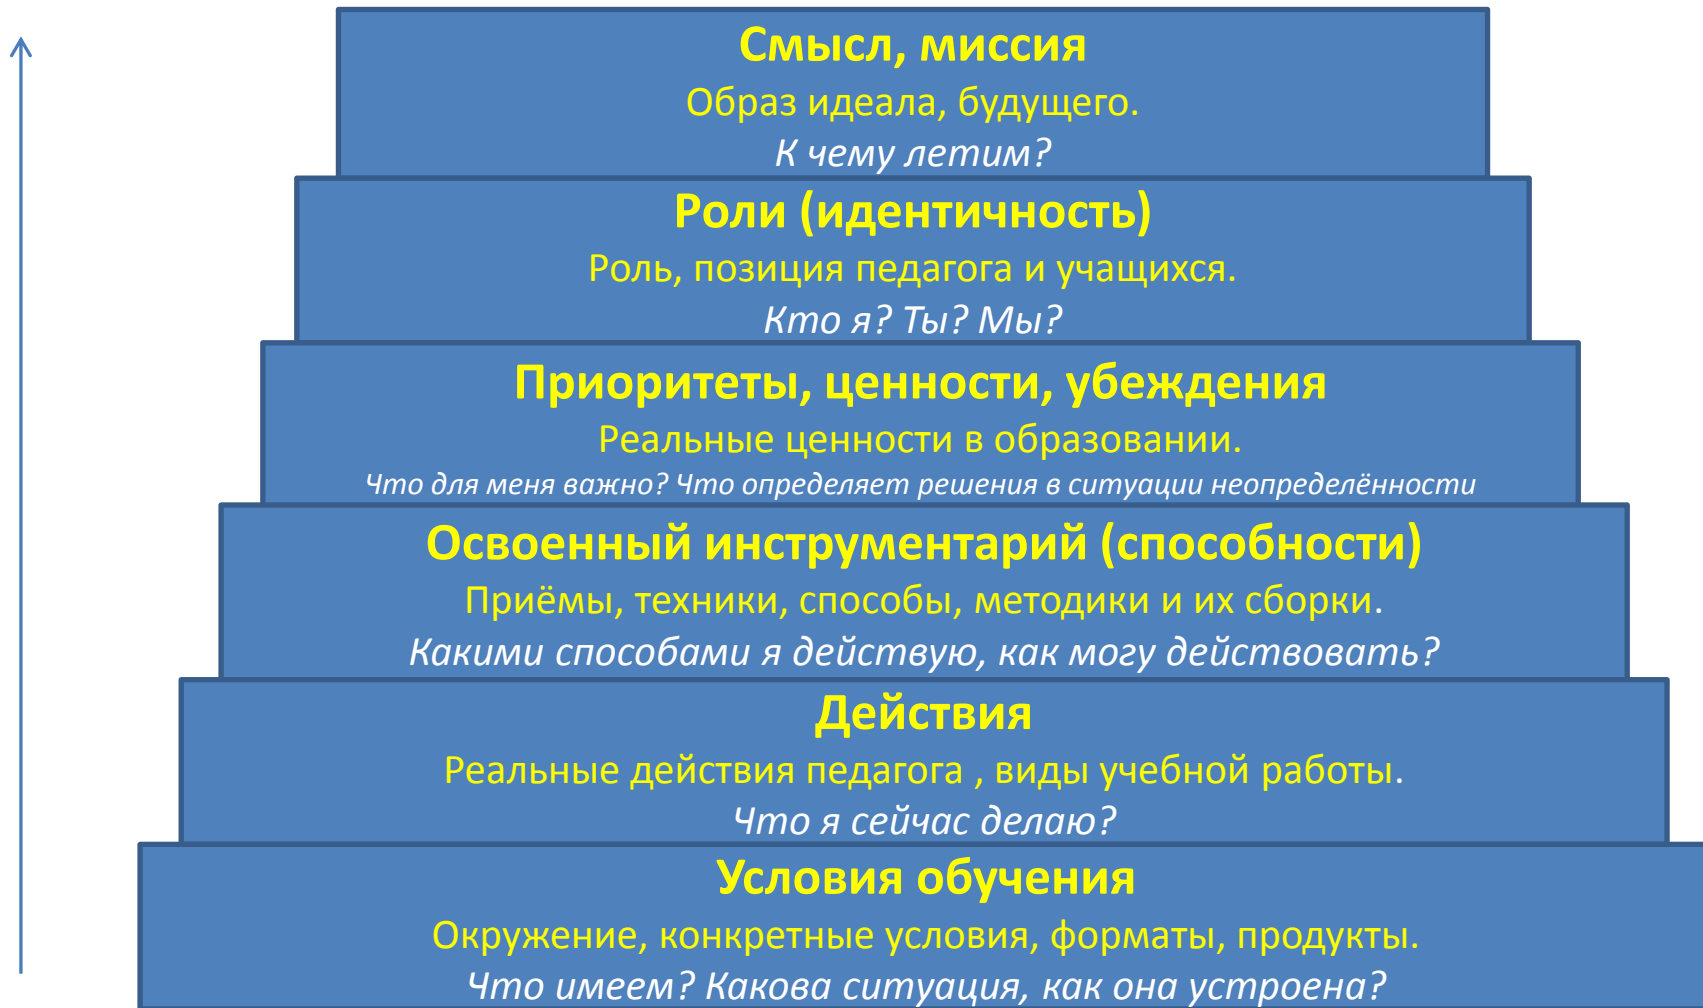 Смысл, миссия
Образ идеала, будущего.
К чему летим?
Роли (идентичность)
Роль, позиция педагога и учащихся.
Кто я? Ты? Мы?
Приоритеты, ценности, убеждения
Реальные ценности в образовании.
Что для меня важно? Что определяет решения в ситуации неопределённости
Освоенный инструментарий (способности)
Приёмы, техники, способы, методики и их сборки.
Какими способами я действую, как могу действовать?
Действия
Реальные действия педагога , виды учебной работы.
Что я сейчас делаю?
Условия обучения
Окружение, конкретные условия, форматы, продукты.
Что имеем? Какова ситуация, как она устроена?